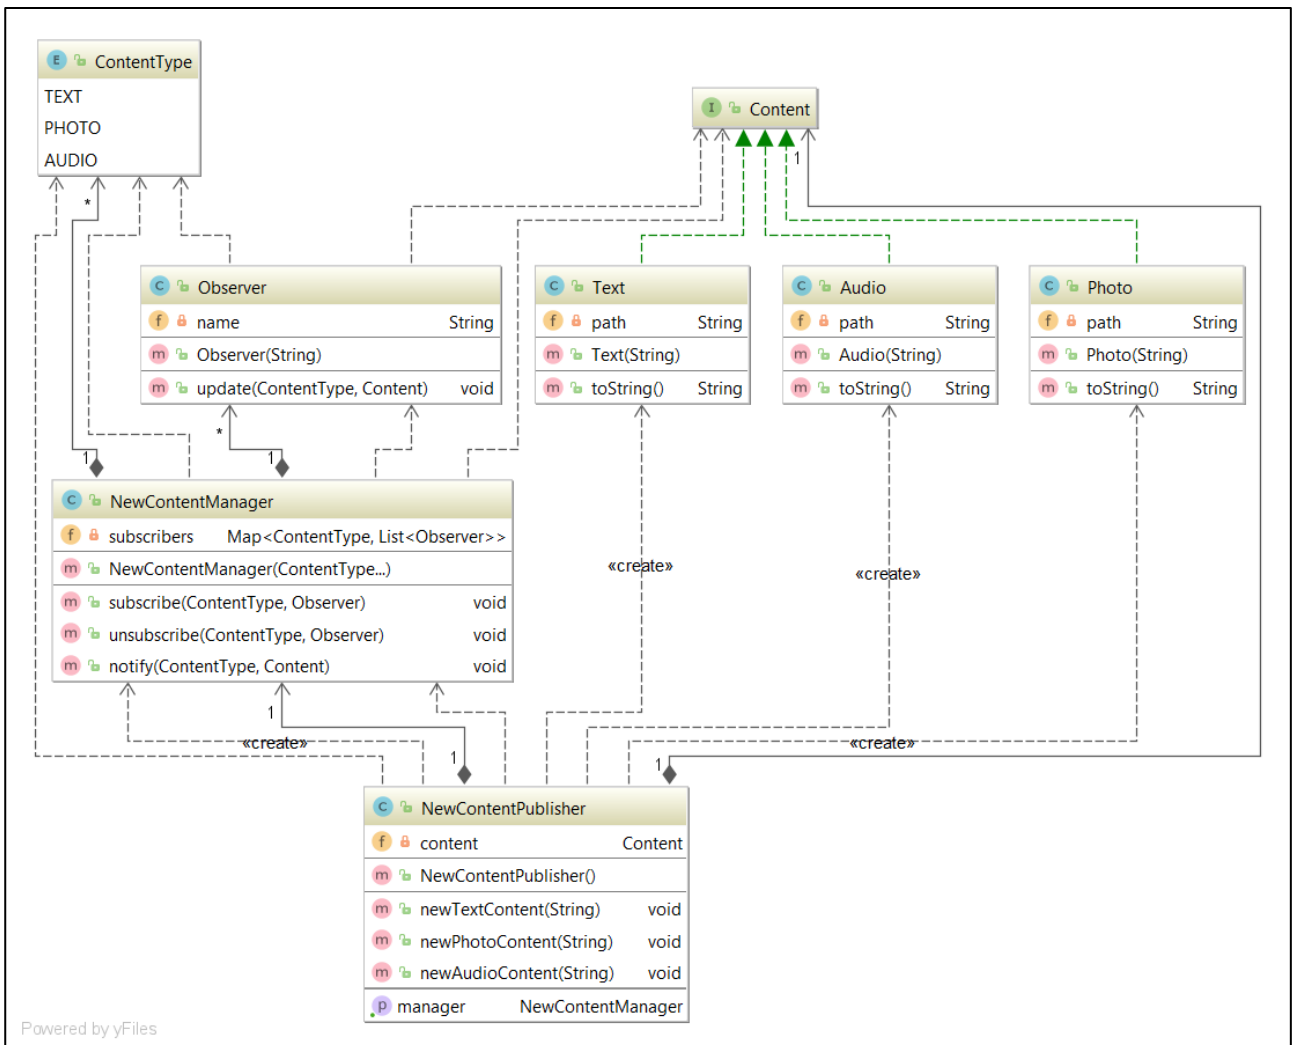 E ContentType
TEXT
PHOTO
AUDIO
I Content
1
*
C Observer
f name String
m Observer(String)
m update(ContentType, Content) void
C Text
f path String
m Text(String)
m toString() String
C Audio
f path String
m Audio(String)
m toString() String
C Photo
f path String
m Photo(String)
m toString() String
*
1
1
C NewContentManager
f subscribers Map<ContentType, List<Observer>>
m NewContentManager(ContentType...)
m subscribe(ContentType, Observer) void
m unsubscribe(ContentType, Observer) void
m notify(ContentType, Content) void
«create»
«create»
1
«create»
«create»
1
1
C NewContentPublisher
f content Content
m NewContentPublisher()
m newTextContent(String) void
m newPhotoContent(String) void
m newAudioContent(String) void
p manager NewContentManager
Powered by yFiles